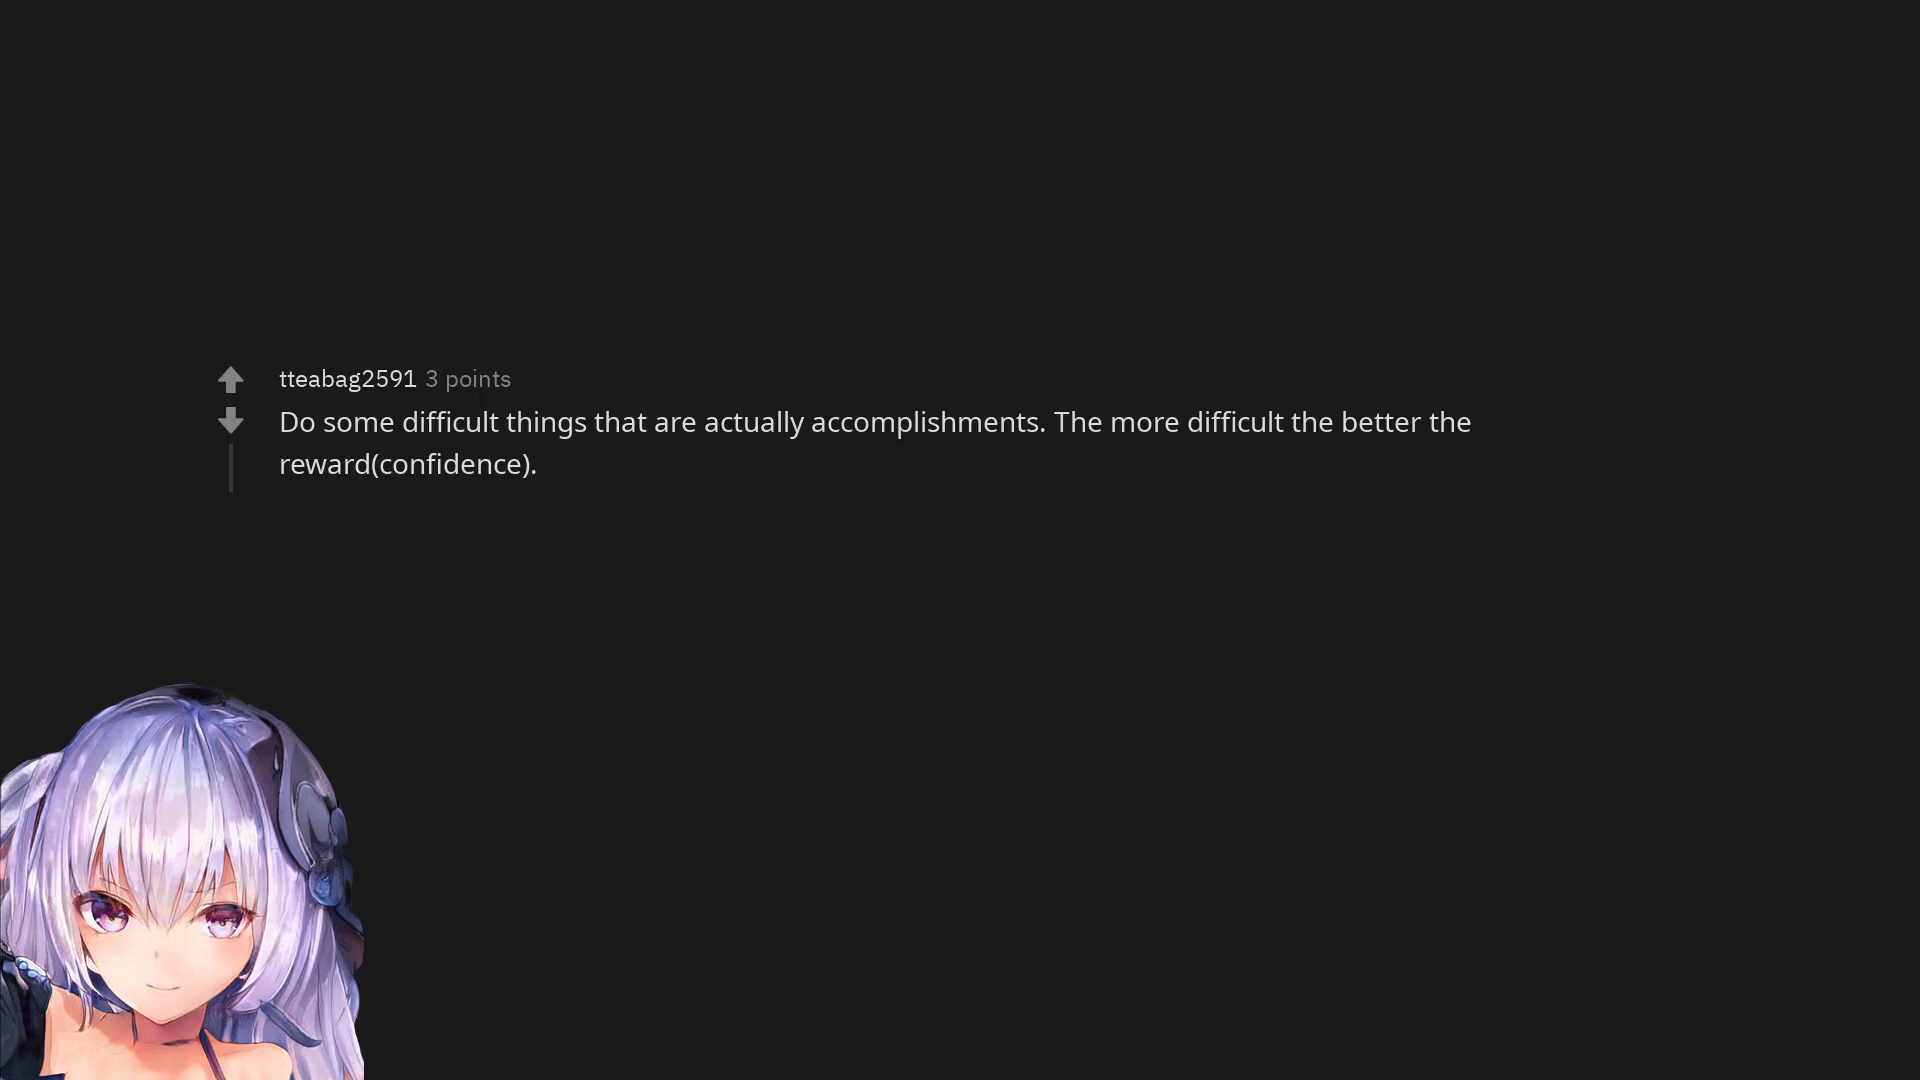 tteabag2591 3 points
Do some difficult things that are actually accomplishments. The more difficult the better the
reward(confidence).